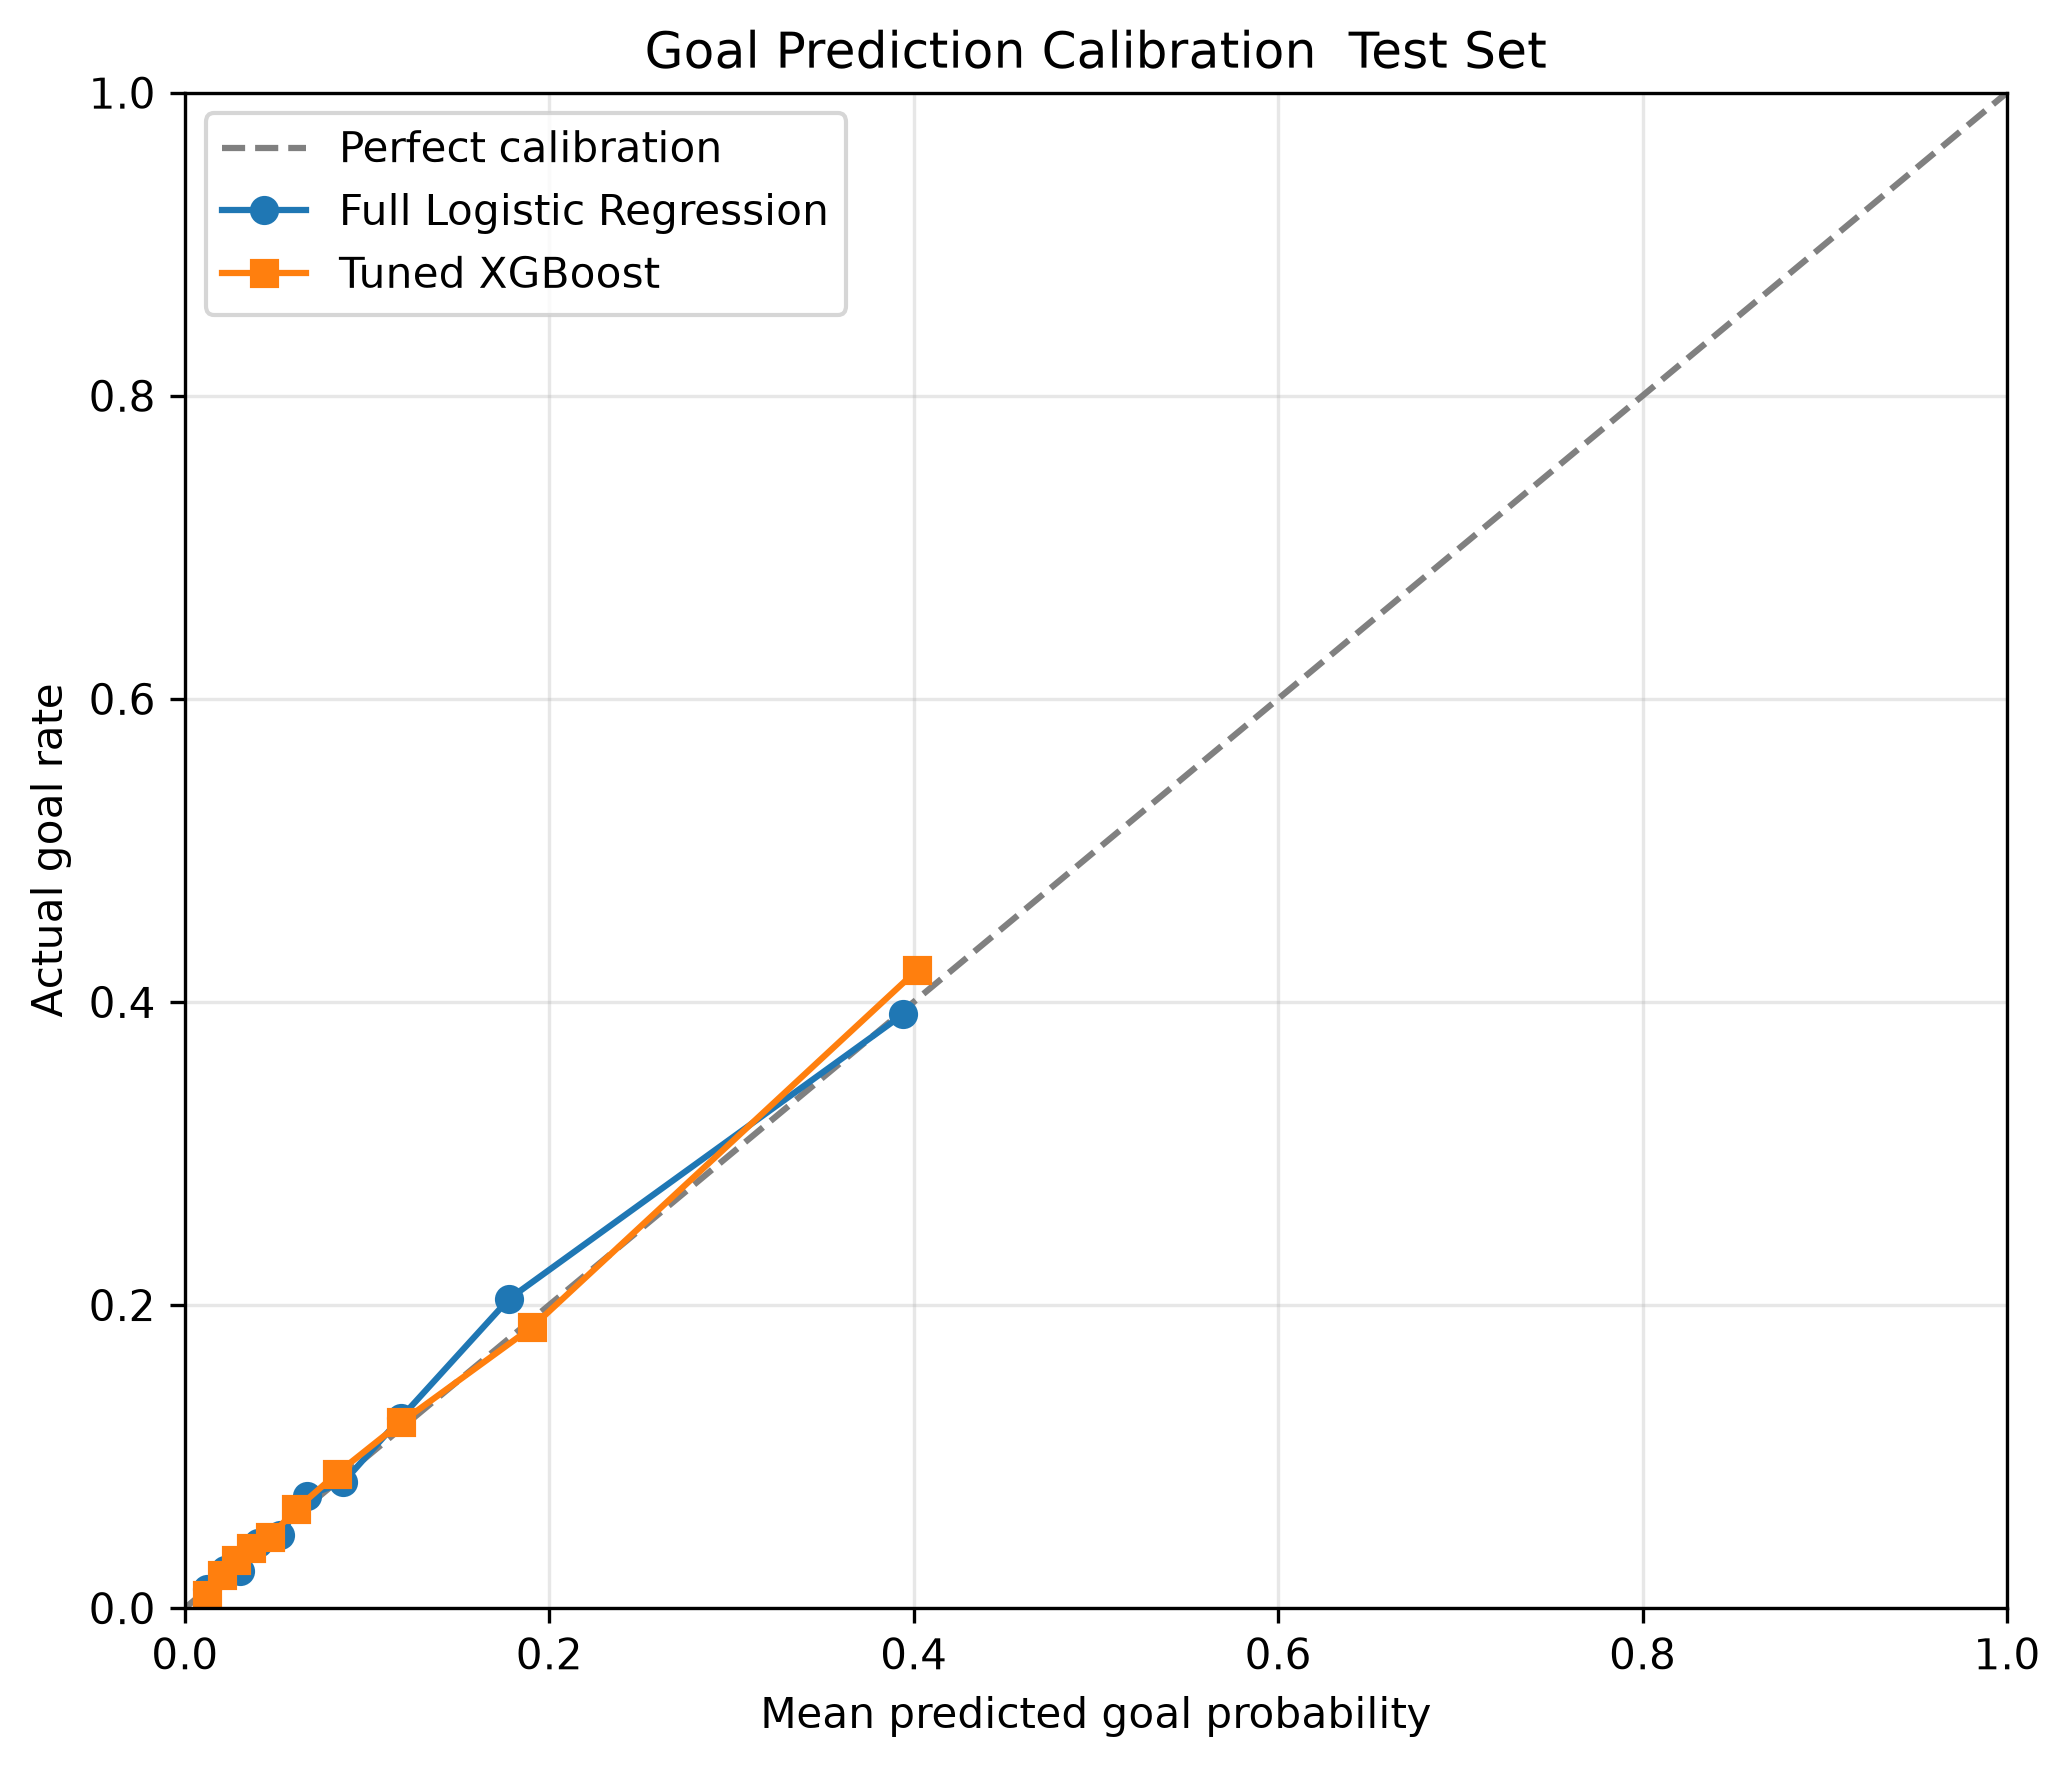 Goal Prediction Calibration  Test Set
1.0
0.8
0.6
0.4
0.2
0.0
Perfect calibration
Full Logistic Regression
Tuned XGBoost
Actual goal rate
0.0 0.2 0.4 0.6 0.8 1.0
Mean predicted goal probability